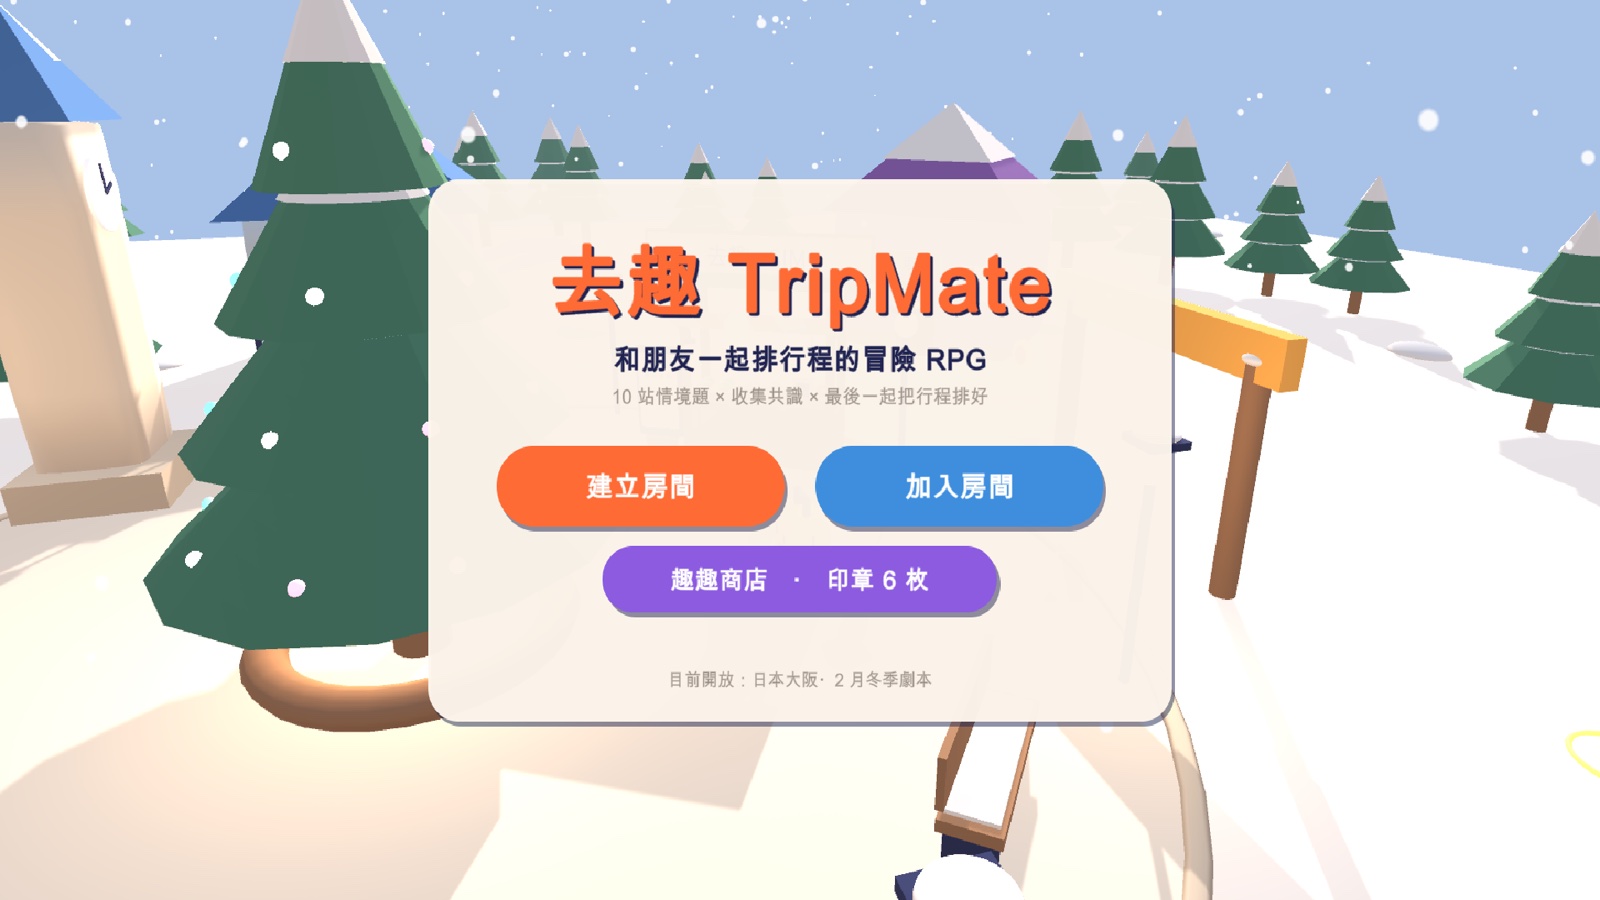 去趣 TripMate
和朋友一起排行程的冒險 RPG
10 站情境題 × 收集共識 × 最後一起把行程排好
建立房間
加入房間
趣趣商店 · 印章 6 枚
目前開放：日本大阪· 2 月冬季劇本